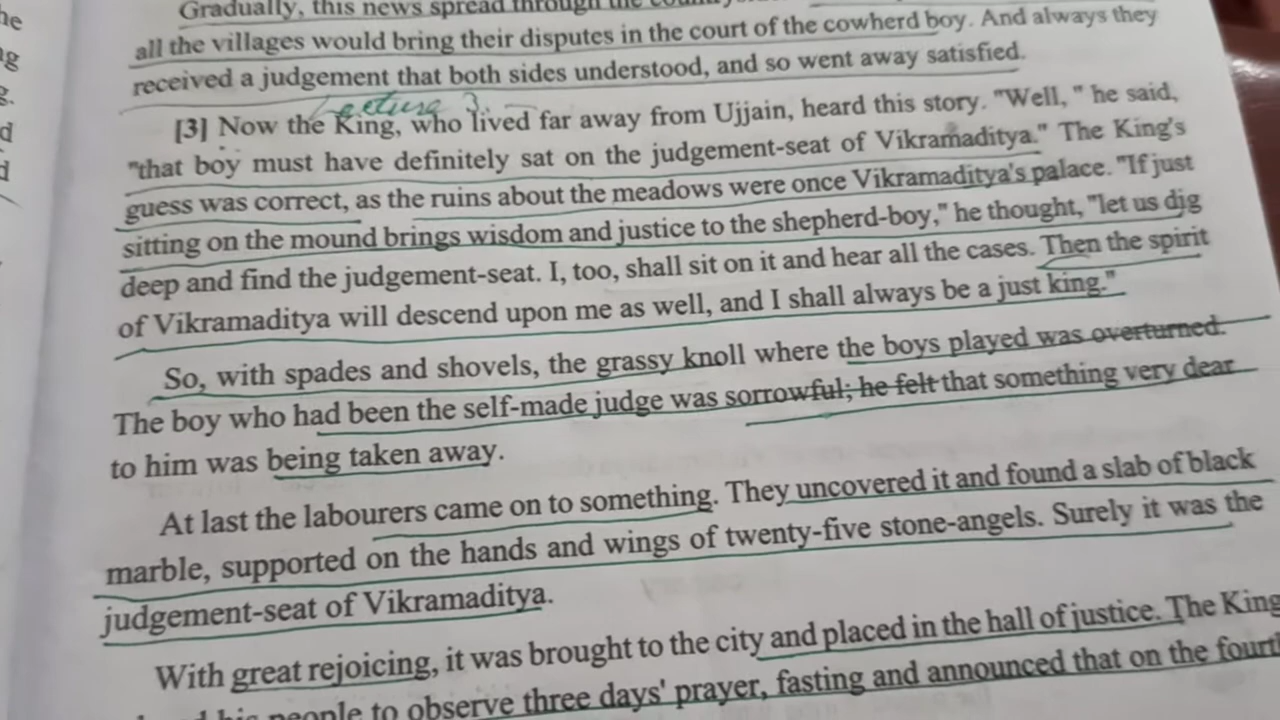 Gradually, this news spread through the
all the villages would bring their disputes in the court of the cowherd boy. And always they
received a judgement that both sides understood, and so went away satisfied.
Lecture 3
[3] Now the King, who lived far away from Ujjain, heard this story. "Well, " he said,
"that boy must have definitely sat on the judgement-seat of Vikramaditya." The King's
guess was correct, as the ruins about the meadows were once Vikramaditya's palace. "If just
sitting on the mound brings wisdom and justice to the shepherd-boy," he thought, "let us dig
deep and find the judgement-seat. I, too, shall sit on it and hear all the cases. Then the spirit
of Vikramaditya will descend upon me as well, and I shall always be a just king."
So, with spades and shovels, the grassy knoll where the boys played was overturned.
The boy who had been the self-made judge was sorrowful; he felt that something very dear
to him was being taken away.
At last the labourers came on to something. They uncovered it and found a slab of black
marble, supported on the hands and wings of twenty-five stone-angels. Surely it was the
judgement-seat of Vikramaditya.
With great rejoicing, it was brought to the city and placed in the hall of justice. The King
his people to observe three days' prayer, fasting and announced that on the